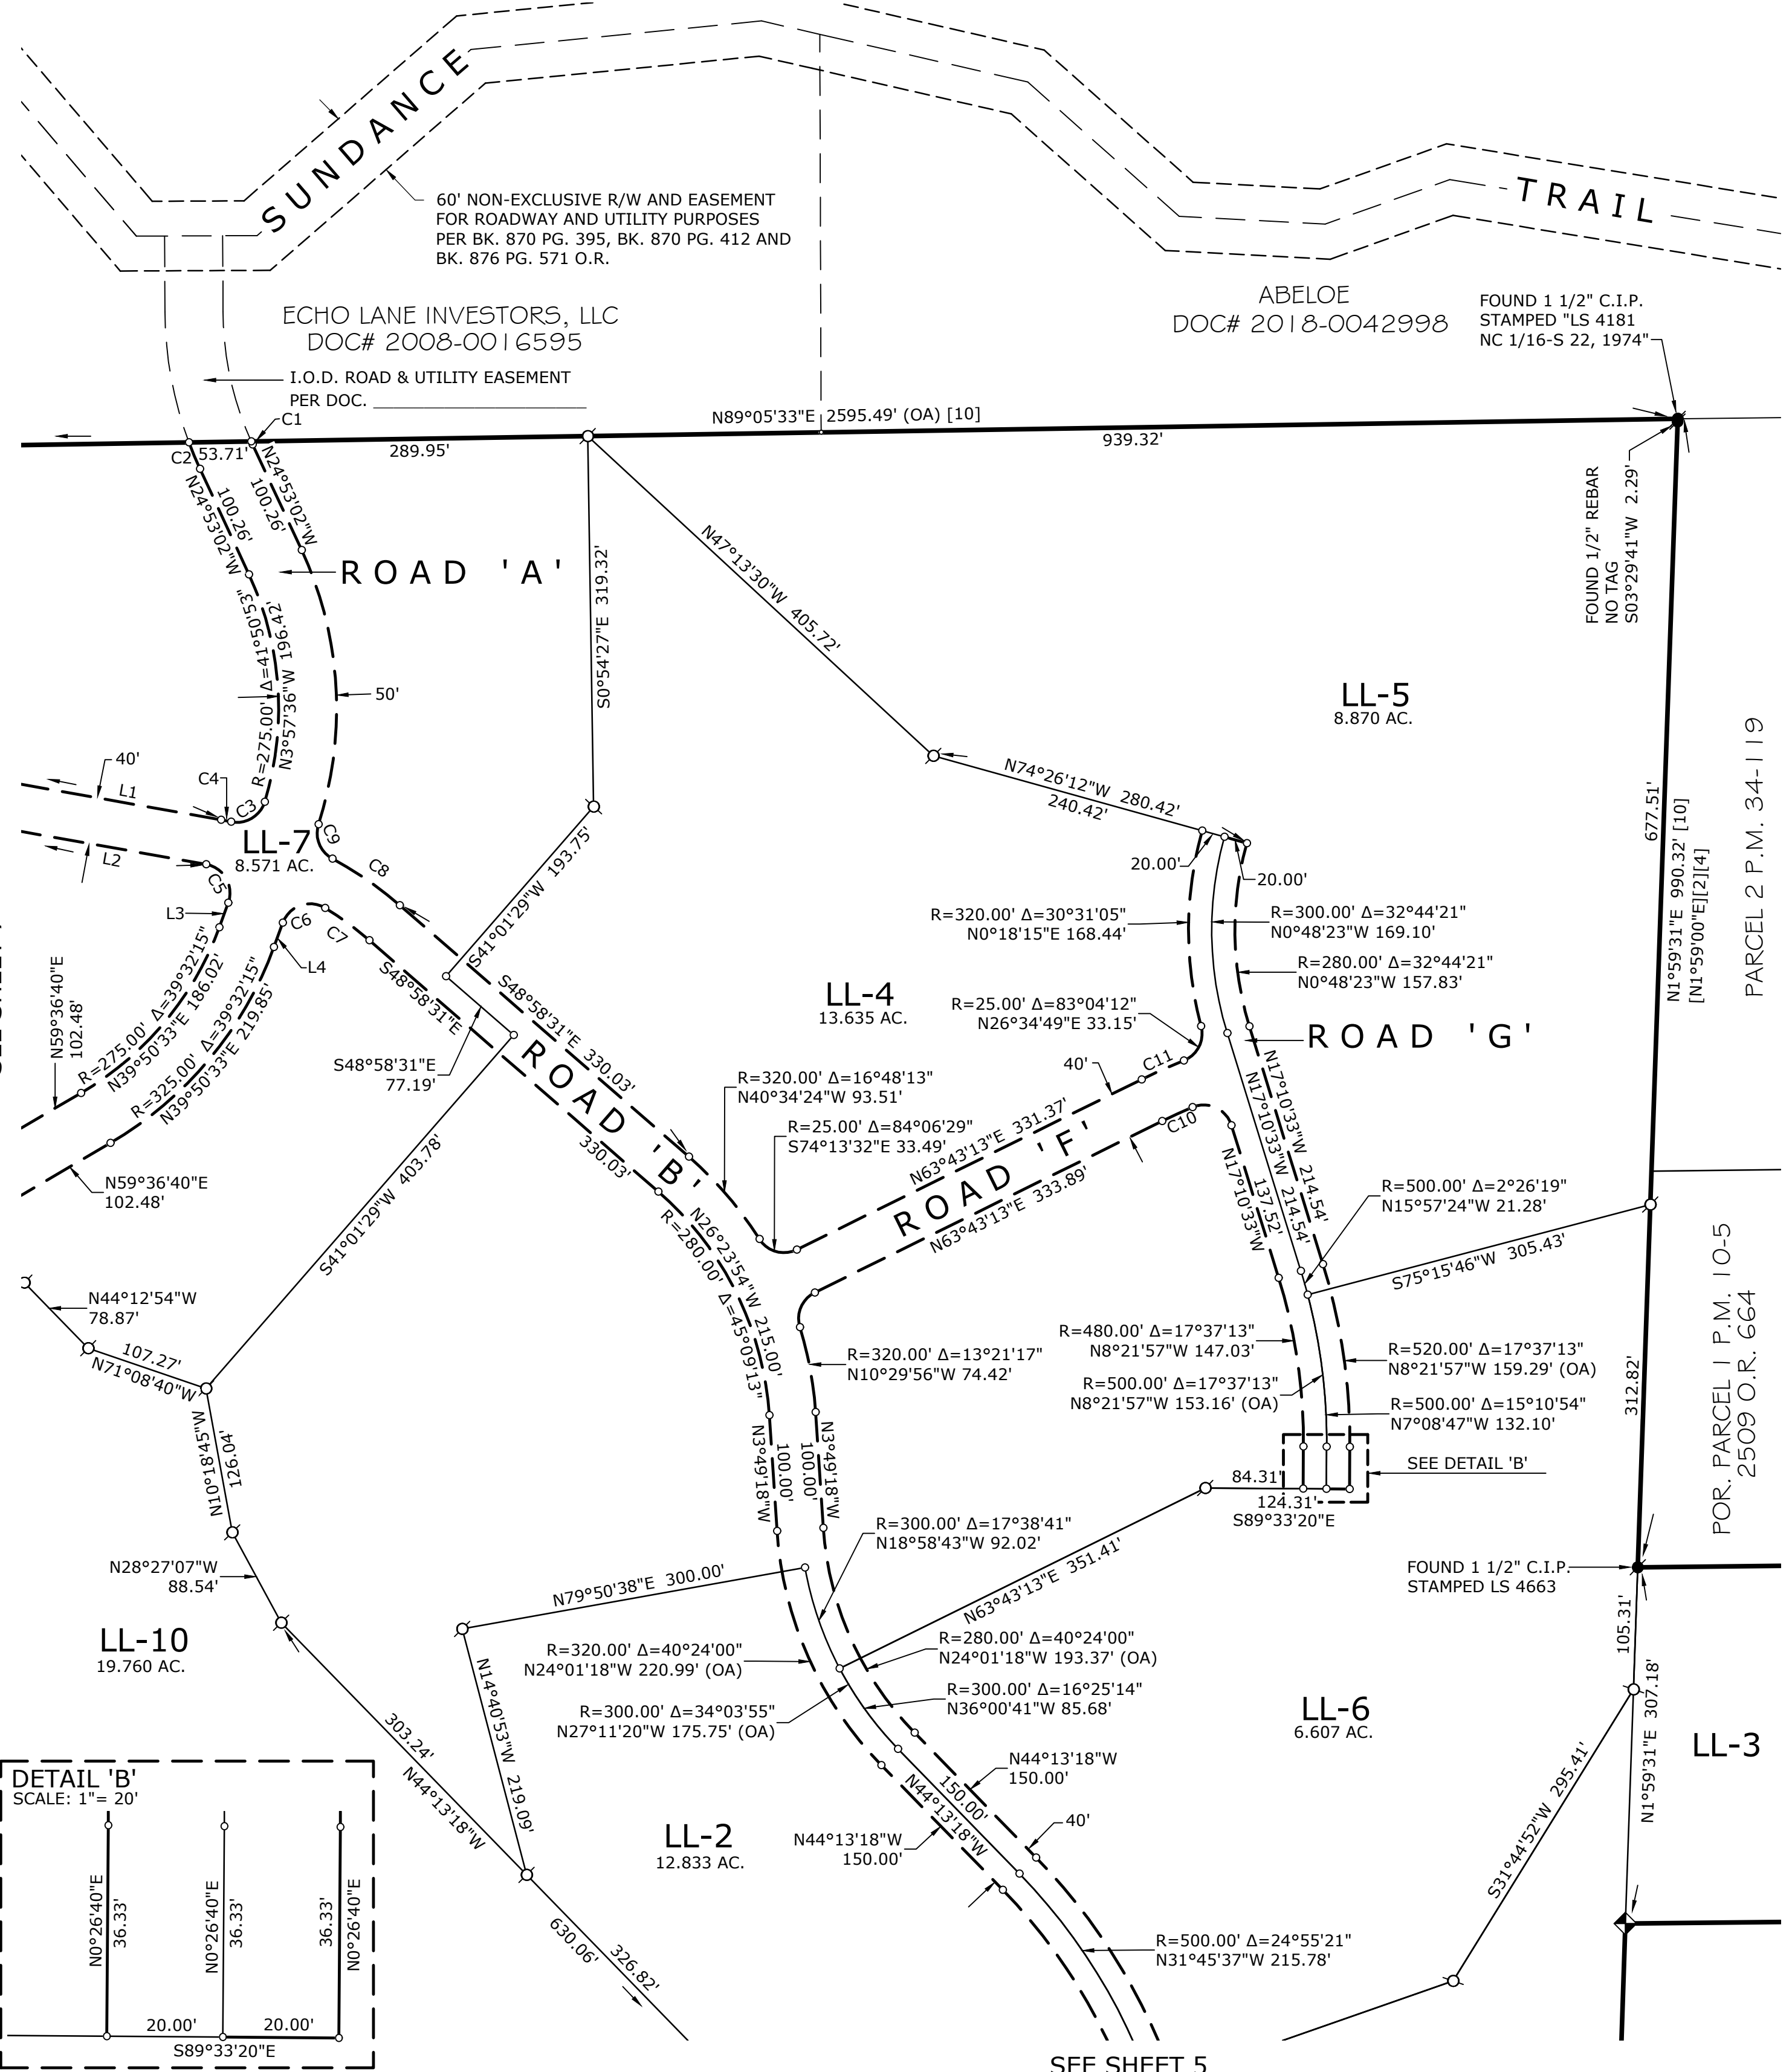 SUNDANCE
TRAIL
60' NON-EXCLUSIVE R/W AND EASEMENT
FOR ROADWAY AND UTILITY PURPOSES
PER BK. 870 PG. 395, BK. 870 PG. 412 AND
BK. 876 PG. 571 O.R.
ECHO LANE INVESTORS, LLC
DOC# 2008-0016595
ABELOE
DOC# 2018-0042998
FOUND 1 1/2" C.I.P.
STAMPED "LS 4181
NC 1/16-S 22, 1974"
I.O.D. ROAD & UTILITY EASEMENT
PER DOC.
C1
N89°05'33"E 2595.49' (OA) [10]
C2
53.71'
289.95'
939.32'
FOUND 1/2" REBAR
NO TAG
S03°29'41"W 2.29'
N24°53'02"W
100.26'
N24°53'02"W
100.26'
ROAD 'A'
S0°54'27"E 319.32'
N47°13'30"W 405.72'
R=275.00' Δ=41°50'53"
N3°57'36"W 196.42'
50'
LL-5
8.870 AC.
PARCEL 2 P.M. 34-119
40'
L1
C4
C3
L2
LL-7
8.571 AC.
C9
C8
C5
L3
C6
C7
L4
N74°26'12"W 280.42'
240.42'
20.00'
20.00'
677.51'
N1°59'31"E 990.32' [10]
[N1°59'00"E][2][4]
S41°01'29"W 193.75'
R=320.00' Δ=30°31'05"
N0°18'15"E 168.44'
R=300.00' Δ=32°44'21"
N0°48'23"W 169.10'
R=280.00' Δ=32°44'21"
N0°48'23"W 157.83'
LL-4
13.635 AC.
R=25.00' Δ=83°04'12"
N26°34'49"E 33.15'
ROAD 'G'
N59°36'40"E
102.48'
R=275.00' Δ=39°32'15"
N39°50'33"E 186.02'
R=325.00' Δ=39°32'15"
N39°50'33"E 219.85'
S48°58'31"E
S48°58'31"E 330.03'
S48°58'31"E
77.19'
ROAD 'B'
330.03'
R=320.00' Δ=16°48'13"
N40°34'24"W 93.51'
R=25.00' Δ=84°06'29"
S74°13'32"E 33.49'
40'
C11
C10
N63°43'13"E 331.37'
ROAD 'F'
N63°43'13"E 333.89'
N17°10'33"W 214.54'
N17°10'33"W 214.54'
N17°10'33"W
137.52'
N59°36'40"E
102.48'
S41°01'29"W 403.78'
R=500.00' Δ=2°26'19"
N15°57'24"W 21.28'
S75°15'46"W 305.43'
N26°23'54"W 215.00'
R=280.00' Δ=45°09'13"
N44°12'54"W
78.87'
107.27'
N71°08'40"W
R=320.00' Δ=13°21'17"
N10°29'56"W 74.42'
R=480.00' Δ=17°37'13"
N8°21'57"W 147.03'
R=500.00' Δ=17°37'13"
N8°21'57"W 153.16' (OA)
R=520.00' Δ=17°37'13"
N8°21'57"W 159.29' (OA)
R=500.00' Δ=15°10'54"
N7°08'47"W 132.10'
312.82'
POR. PARCEL 1 P.M. 10-5
2509 O.R. 664
N10°18'45"W
126.04'
N3°49'18"W
100.00'
N3°49'18"W
100.00'
SEE DETAIL 'B'
84.31'
124.31'
S89°33'20"E
N28°27'07"W
88.54'
R=300.00' Δ=17°38'41"
N18°58'43"W 92.02'
N63°43'13"E 351.41'
N79°50'38"E 300.00'
FOUND 1 1/2" C.I.P.
STAMPED LS 4663
105.31'
LL-10
19.760 AC.
R=320.00' Δ=40°24'00"
N24°01'18"W 220.99' (OA)
R=280.00' Δ=40°24'00"
N24°01'18"W 193.37' (OA)
R=300.00' Δ=34°03'55"
N27°11'20"W 175.75' (OA)
R=300.00' Δ=16°25'14"
N36°00'41"W 85.68'
N14°40'53"W 219.09'
LL-6
6.607 AC.
LL-3
N1°59'31"E 307.18'
S31°44'52"W 295.41'
303.24'
N44°13'18"W
N44°13'18"W
150.00'
150.00'
N44°13'18"W
N44°13'18"W
150.00'
40'
LL-2
12.833 AC.
R=500.00' Δ=24°55'21"
N31°45'37"W 215.78'
630.06'
326.82'
DETAIL 'B'
SCALE: 1"= 20'
N0°26'40"E
36.33'
N0°26'40"E
36.33'
36.33'
N0°26'40"E
20.00'
20.00'
S89°33'20"E
SEE SHEET 5